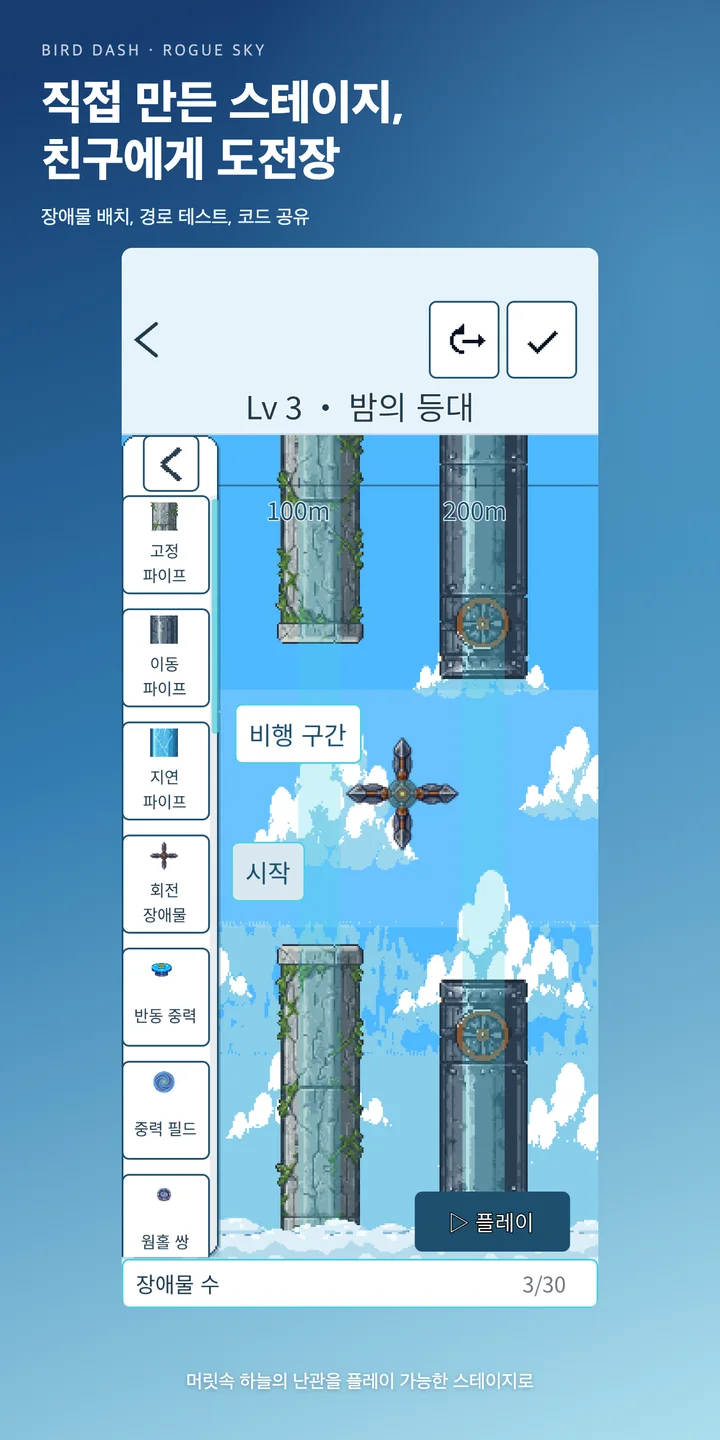 BIRD DASH · ROGUE SKY
직접 만든 스테이지,
친구에게 도전장
장애물 배치, 경로 테스트, 코드 공유
Lv 3 • 밤의 등대
100m
200m
고정
파이프
이동
파이프
지연
파이프
회전
장애물
반동 중력
중력 필드
웜홀 쌍
비행 구간
시작
▷ 플레이
장애물 수
3/30
머릿속 하늘의 난관을 플레이 가능한 스테이지로